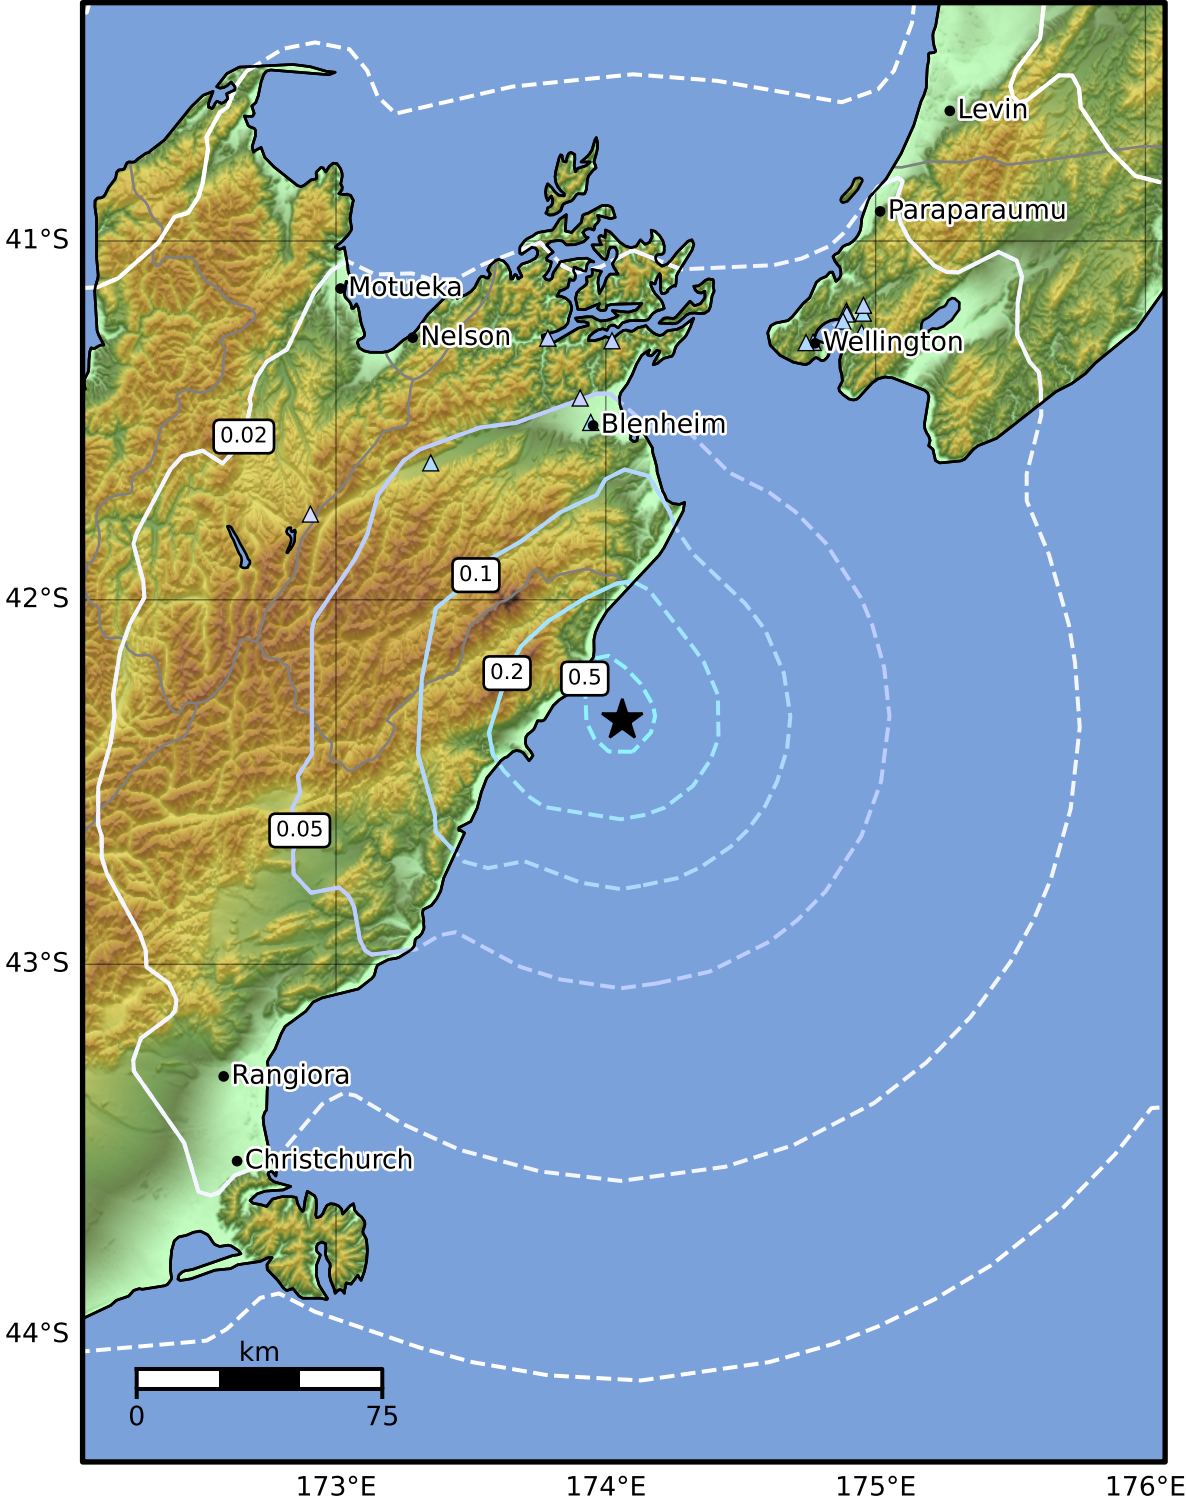 Levin
Paraparaumu
41°S
Motueka
Nelson
Wellington
Blenheim
0.02
0.1
42°S
0.2
0.5
0.05
43°S
Rangiora
Christchurch
44°S
km
0
75
173°E
174°E
175°E
176°E